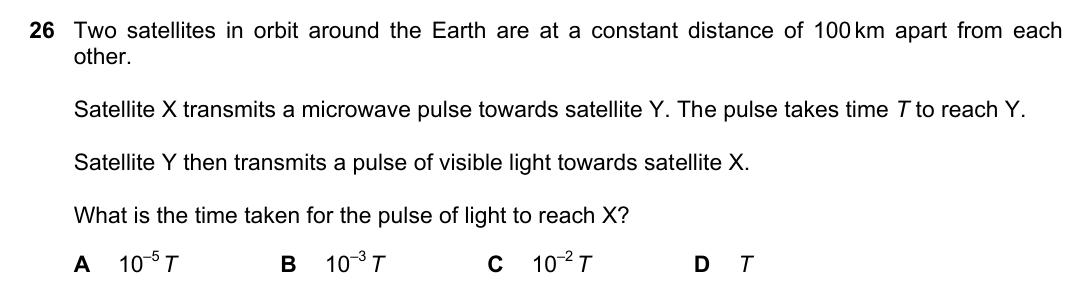 26 Two satellites in orbit around the Earth are at a constant distance of 100 km apart from each
other.
Satellite X transmits a microwave pulse towards satellite Y. The pulse takes time T to reach Y.
Satellite Y then transmits a pulse of visible light towards satellite X.
What is the time taken for the pulse of light to reach X?
A 10⁻⁵ T B 10⁻³ T C 10⁻² T D T